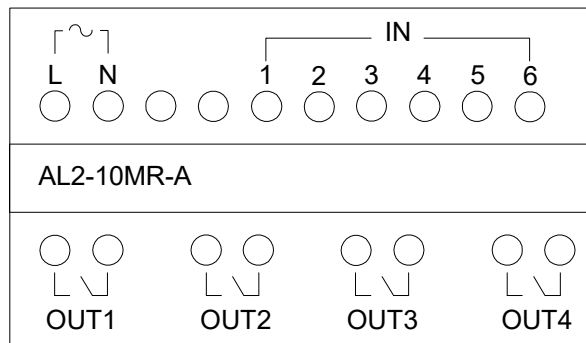 IN
L N 1 2 3 4 5 6
AL2-10MR-A
OUT1 OUT2 OUT3 OUT4